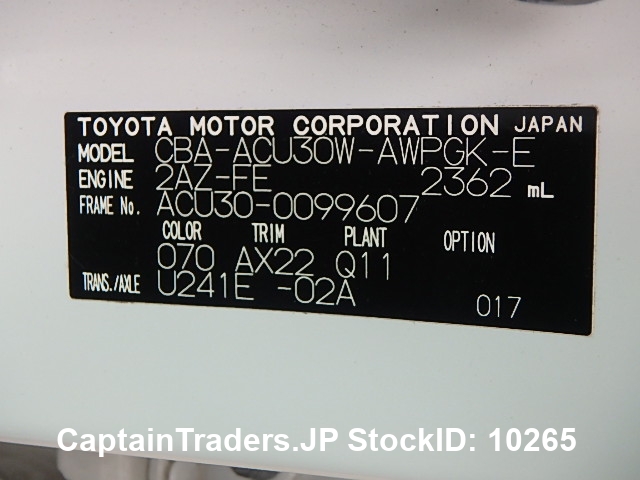 TOYOTA MOTOR CORPORATION JAPAN
MODEL CBA-ACU30W-AWPGK-E
ENGINE 2AZ-FE 2362 mL
FRAME No. ACU30-0099607
COLOR TRIM PLANT OPTION
070 AX22 Q11
TRANS./AXLE U241E -02A 017
CaptainTraders.JP StockID: 10265